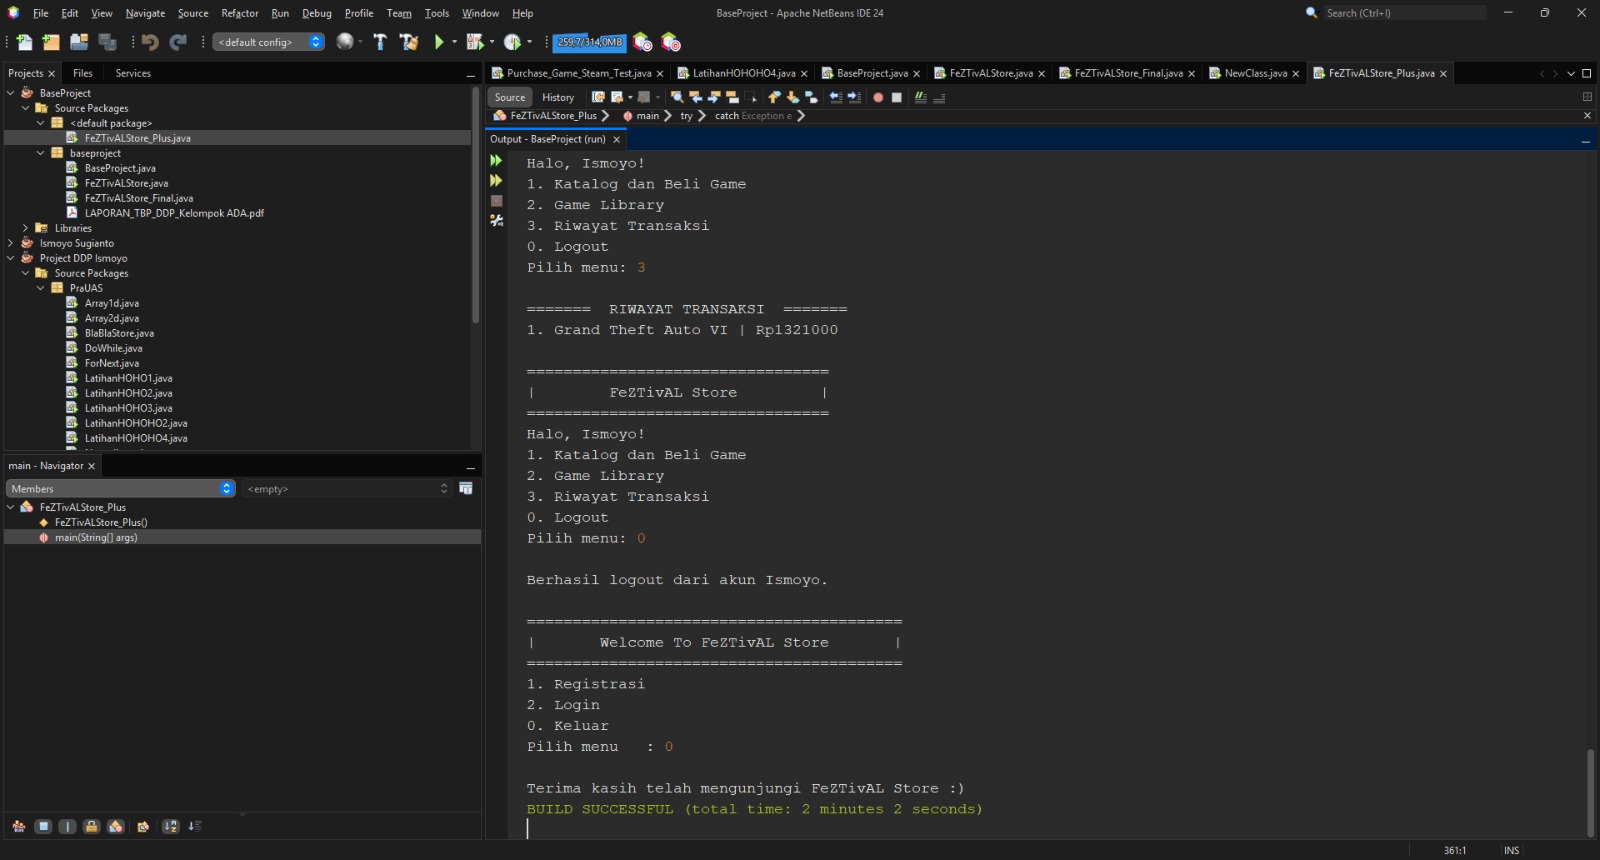 File Edit View Navigate Source Refactor Run Debug Profile Team Tools Window Help
BaseProject - Apache NetBeans IDE 24
Search (Ctrl+I)
<default config>
259,7/314,0MB
Projects Files Services
BaseProject
Source Packages
<default package>
FeZTivALStore_Plus.java
baseproject
BaseProject.java
FeZTivALStore.java
FeZTivALStore_Final.java
LAPORAN_TBP_DDP_Kelompok ADA.pdf
Libraries
Ismoyo Sugianto
Project DDP Ismoyo
Source Packages
PraUAS
Array1d.java
Array2d.java
BlaBlaStore.java
DoWhile.java
ForNext.java
LatihanHOHO1.java
LatihanHOHO2.java
LatihanHOHO3.java
LatihanHOHOHO2.java
LatihanHOHOHO4.java
main - Navigator
Members
<empty>
FeZTivALStore_Plus
FeZTivALStore_Plus()
main(String[] args)
Purchase_Game_Steam_Test.java LatihanHOHOHO4.java BaseProject.java FeZTivALStore.java FeZTivALStore_Final.java NewClass.java FeZTivALStore_Plus.java
Source History
FeZTivALStore_Plus main try catch Exception e
Output - BaseProject (run)
Halo, Ismoyo!
1. Katalog dan Beli Game
2. Game Library
3. Riwayat Transaksi
0. Logout
Pilih menu: 3
======= RIWAYAT TRANSAKSI =======
1. Grand Theft Auto VI | Rp1321000
=================================
| FeZTivAL Store |
=================================
Halo, Ismoyo!
1. Katalog dan Beli Game
2. Game Library
3. Riwayat Transaksi
0. Logout
Pilih menu: 0
Berhasil logout dari akun Ismoyo.
=========================================
| Welcome To FeZTivAL Store |
=========================================
1. Registrasi
2. Login
0. Keluar
Pilih menu : 0
Terima kasih telah mengunjungi FeZTivAL Store :)
BUILD SUCCESSFUL (total time: 2 minutes 2 seconds)
361:1 INS